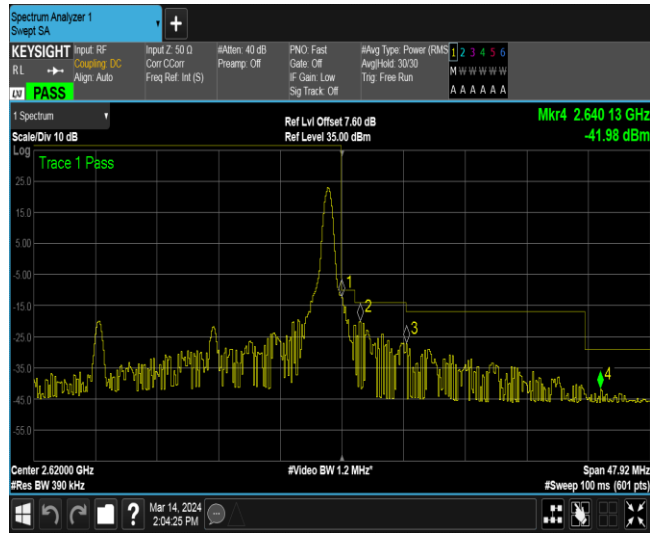 Spectrum Analyzer 1
Swept SA
KEYSIGHT
RL
LXI PASS
Input: RF
Coupling: DC
Align: Auto
Input Z: 50 Ω
Corr CCorr
Freq Ref: Int (S)
#Atten: 40 dB
Preamp: Off
PNO: Fast
Gate: Off
IF Gain: Low
Sig Track: Off
#Avg Type: Power (RMS
Avg|Hold: 30/30
Trig: Free Run
1 2 3 4 5 6
M W W W W W
A A A A A A
1 Spectrum
Scale/Div 10 dB
Ref Lvl Offset 7.60 dB
Ref Level 35.00 dBm
Mkr4 2.640 13 GHz
-41.98 dBm
Log
Trace 1 Pass
25.0
15.0
5.00
-5.00
-15.0
-25.0
-35.0
-45.0
-55.0
1
2
3
4
Center 2.62000 GHz
#Res BW 390 kHz
#Video BW 1.2 MHz*
Span 47.92 MHz
#Sweep 100 ms (601 pts)
?
Mar 14, 2024
2:04:25 PM